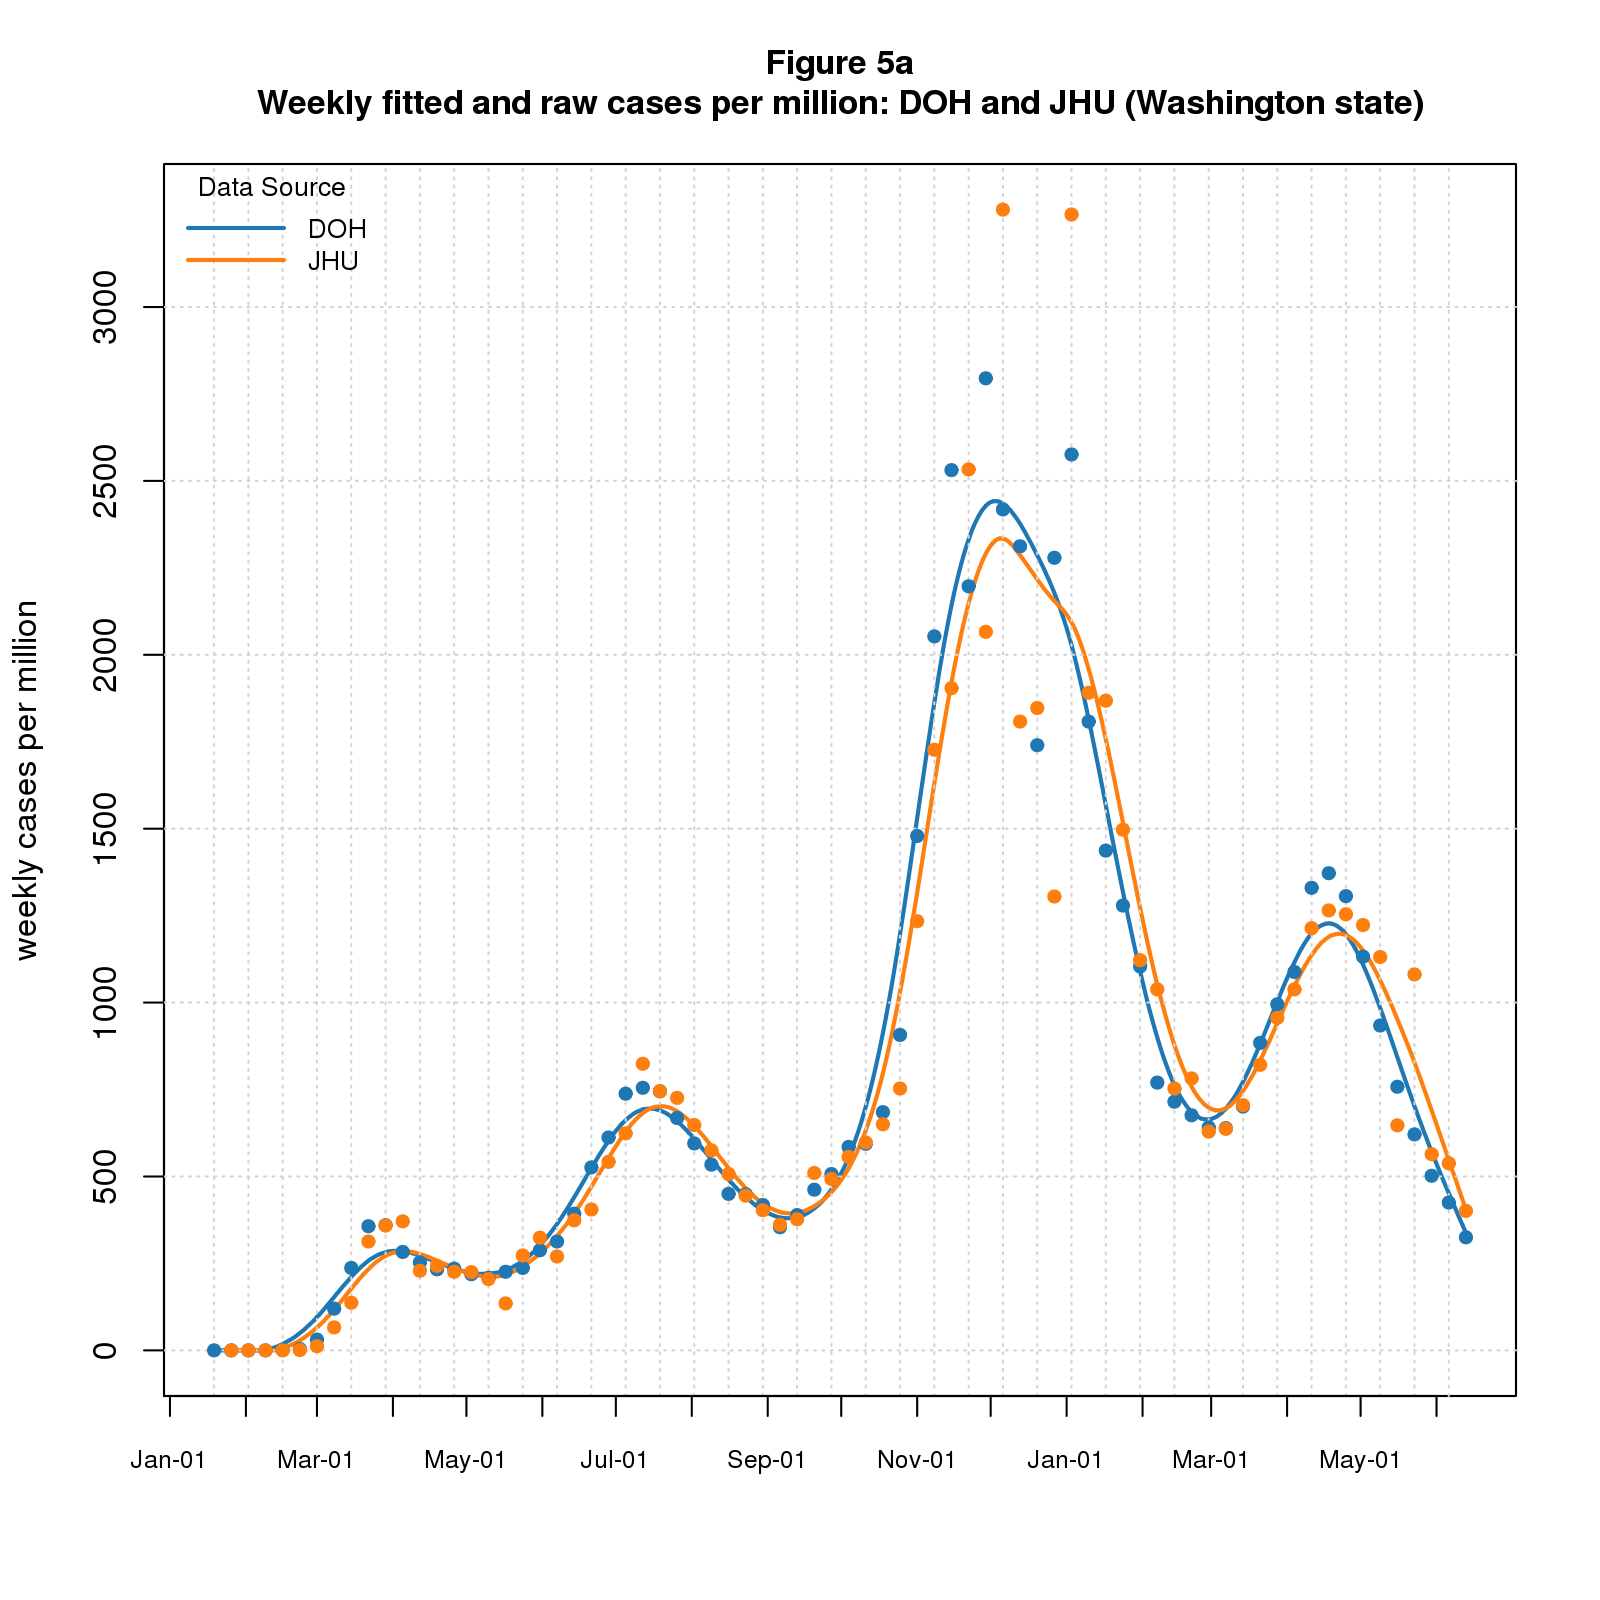 Figure 5a
Weekly fitted and raw cases per million: DOH and JHU (Washington state)
Data Source
DOH
JHU
weekly cases per million
3000
2500
2000
1500
1000
500
0
Jan-01 Mar-01 May-01 Jul-01 Sep-01 Nov-01 Jan-01 Mar-01 May-01